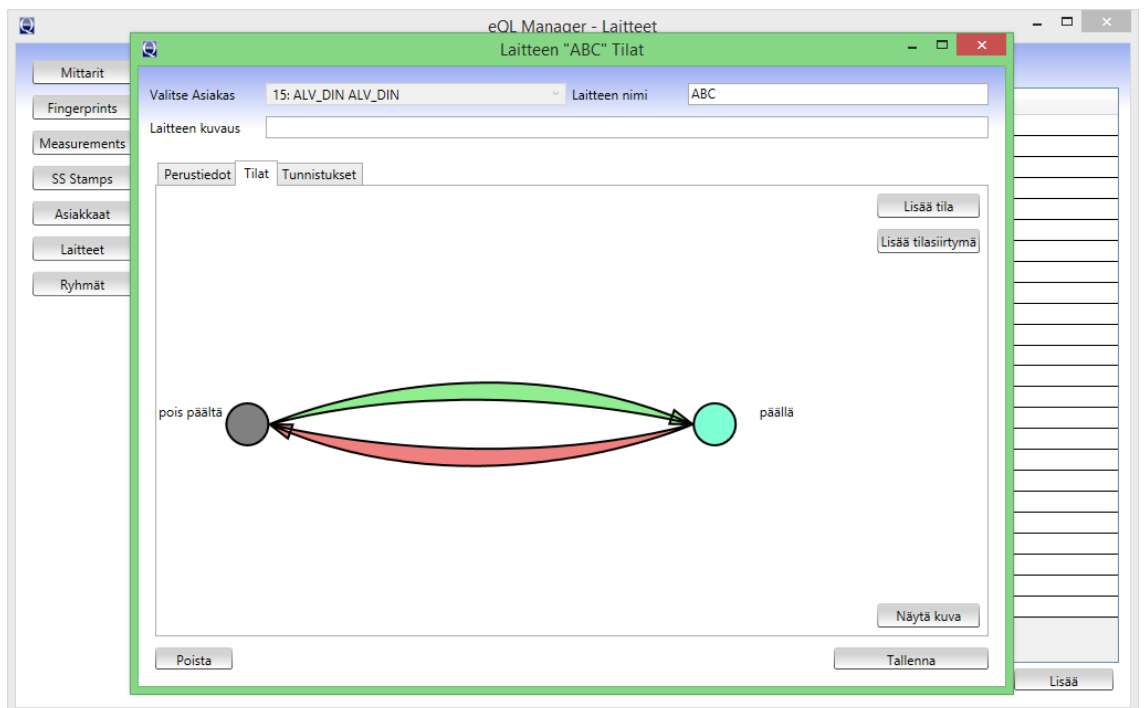 eQL Manager - Laitteet
Laitteen "ABC" Tilat
Mittarit
Fingerprints
Measurements
SS Stamps
Asiakkaat
Laitteet
Ryhmät
Valitse Asiakas
15: ALV_DIN ALV_DIN
Laitteen nimi
ABC
Laitteen kuvaus
Perustiedot
Tilat
Tunnistukset
Lisää tila
Lisää tilasiirtymä
pois päältä
päällä
Näytä kuva
Poista
Tallenna
Lisää